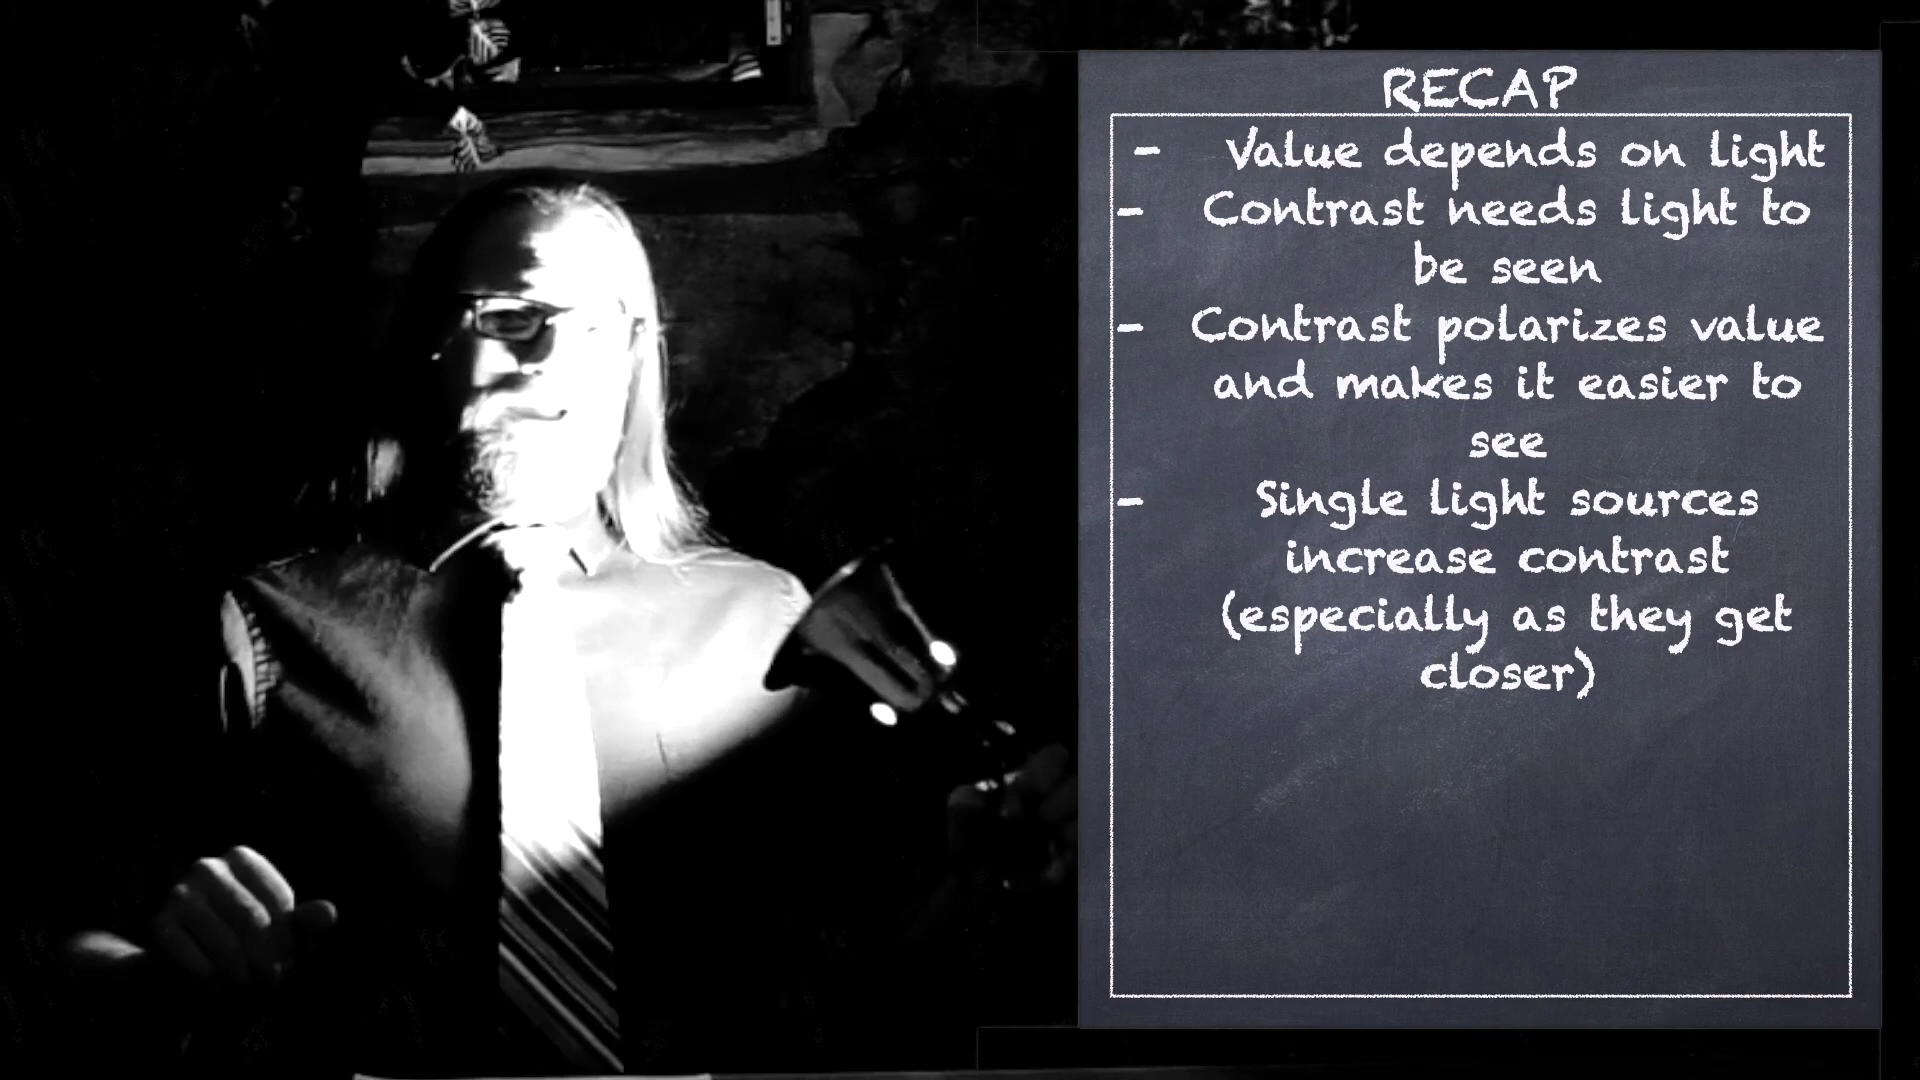 RECAP
- Value depends on light
- Contrast needs light to
be seen
- Contrast polarizes value
and makes it easier to
see
- Single light sources
increase contrast
(especially as they get
closer)